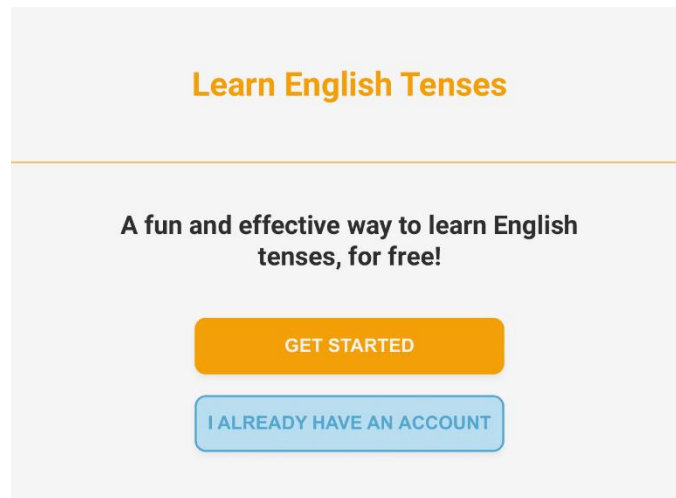 Learn English Tenses
A fun and effective way to learn English
tenses, for free!
GET STARTED
I ALREADY HAVE AN ACCOUNT